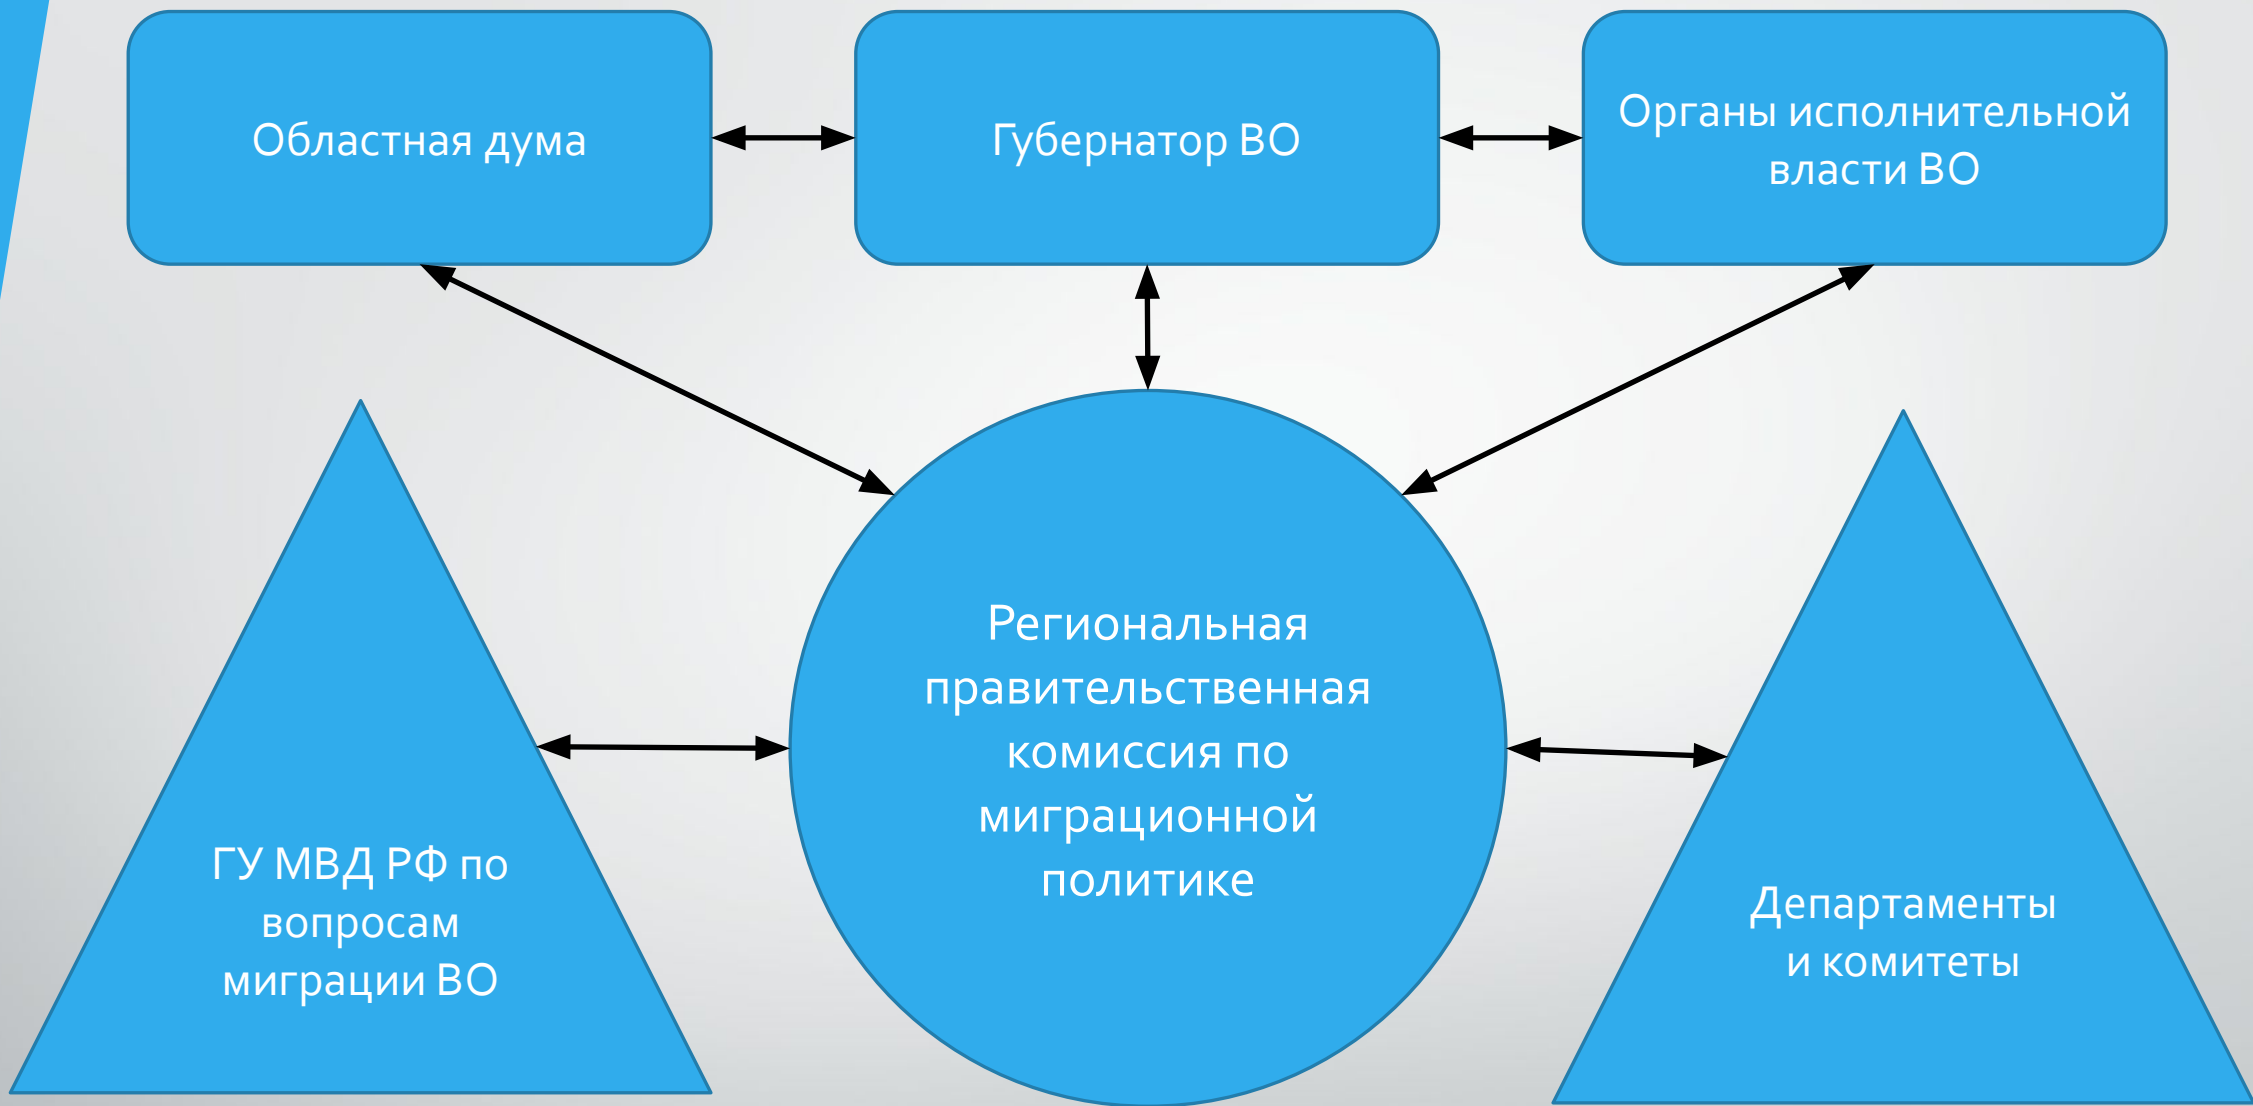 Областная дума
Губернатор ВО
Органы исполнительной
власти ВО
Региональная
правительственная
комиссия по
миграционной
политике
ГУ МВД РФ по
вопросам
миграции ВО
Департаменты
и комитеты